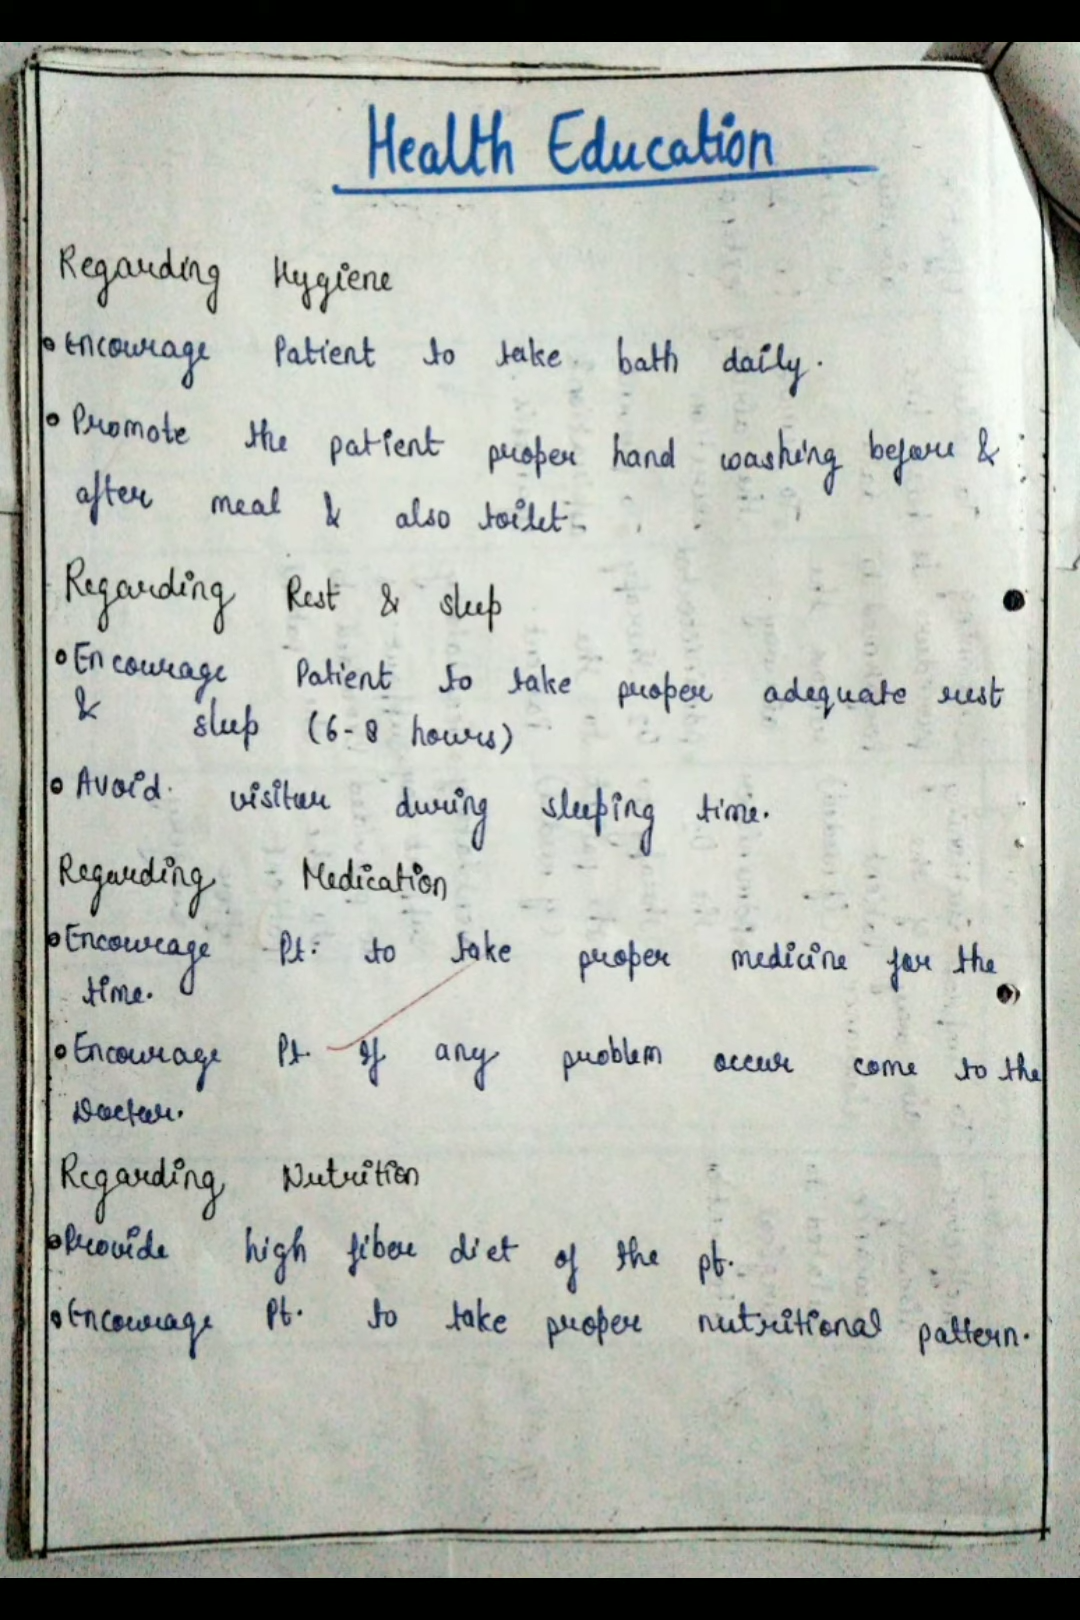 Health Education
Regarding Hygiene
• Encourage Patient to take bath daily.
• Promote the patient proper hand washing before &
after meal & also toilet.
Regarding Rest & sleep
• Encourage Patient to take proper adequate rest
& sleep (6-8 hours)
• Avoid visitor during sleeping time.
Regarding Medication
• Encourage Pt. to take proper medicine for the
time.
• Encourage Pt. if any problem occur come to the
Doctor.
Regarding Nutrition
• Provide high fiber diet of the pt.
• Encourage Pt. to take proper nutritional pattern.